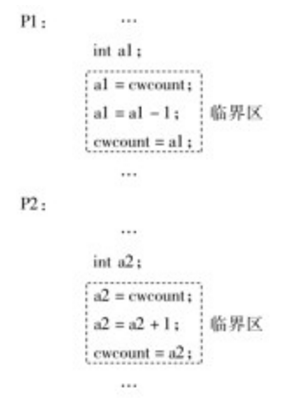 P1：
…
int a1；
a1 = cwcount；
a1 = a1 − 1；
临界区
cwcount = a1；
…
P2：
…
int a2；
a2 = cwcount；
a2 = a2 + 1；
临界区
cwcount = a2；
…